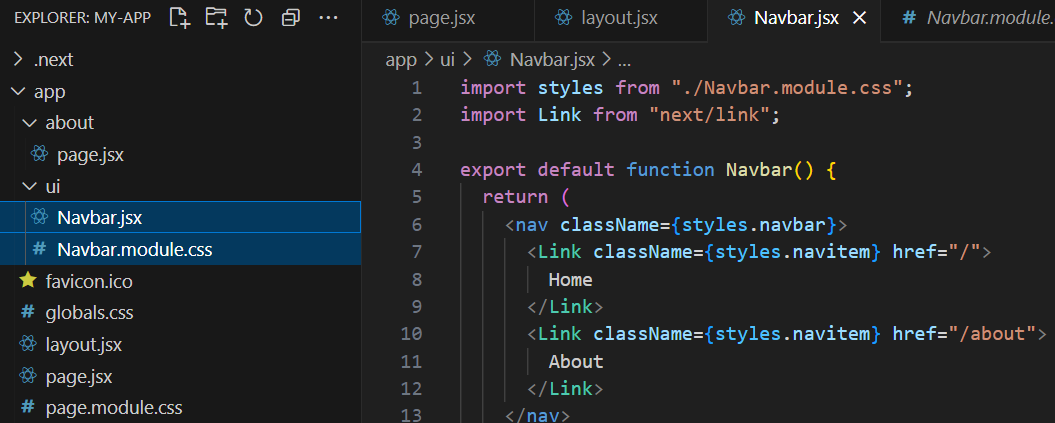 EXPLORER: MY-APP
.next
app
about
page.jsx
ui
Navbar.jsx
# Navbar.module.css
favicon.ico
# globals.css
layout.jsx
page.jsx
# page.module.css
page.jsx
layout.jsx
Navbar.jsx
# Navbar.module.
app > ui > Navbar.jsx > ...
1 import styles from "./Navbar.module.css";
2 import Link from "next/link";
3
4 export default function Navbar() {
5 return (
6 <nav className={styles.navbar}>
7 <Link className={styles.navitem} href="/">
8 Home
9 </Link>
10 <Link className={styles.navitem} href="/about">
11 About
12 </Link>
13 </nav>